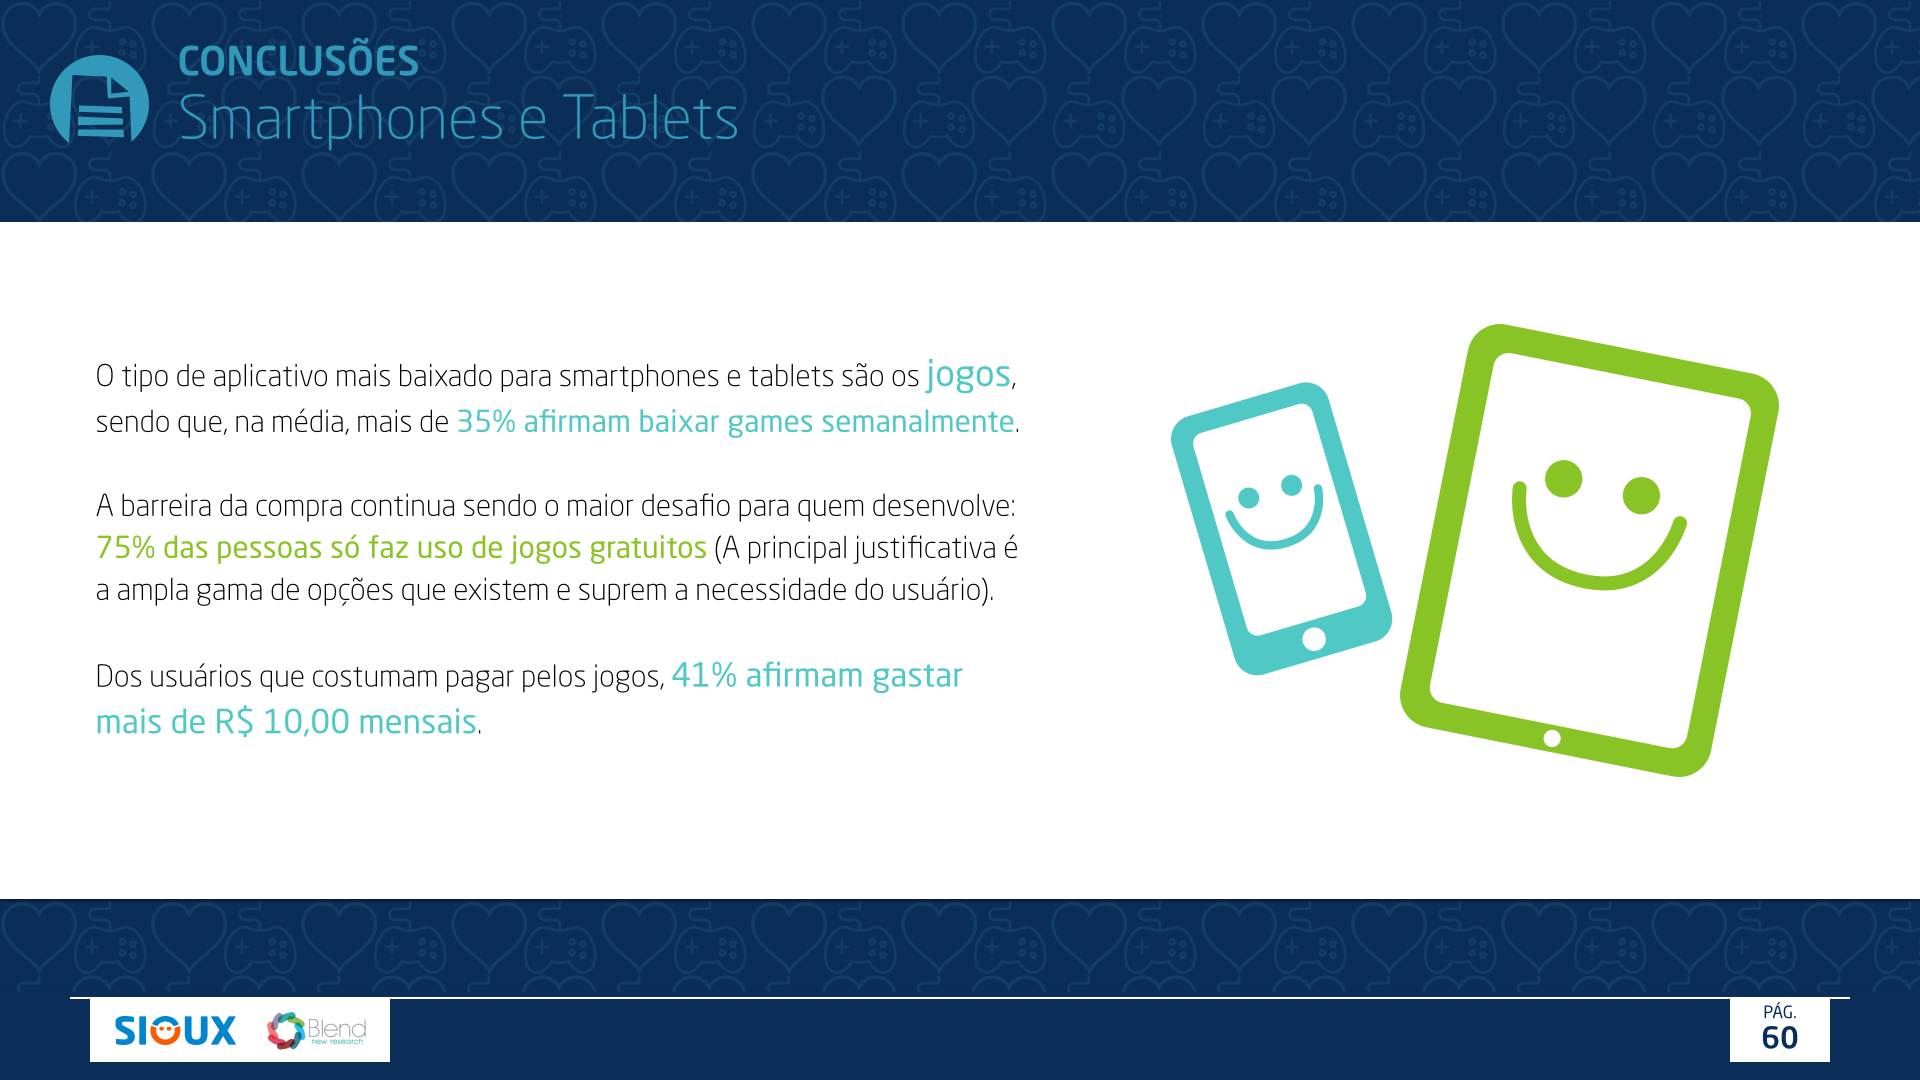 CONCLUSÕES
Smartphones e Tablets
O tipo de aplicativo mais baixado para smartphones e tablets são os jogos,
sendo que, na média, mais de 35% afirmam baixar games semanalmente.
A barreira da compra continua sendo o maior desafio para quem desenvolve:
75% das pessoas só faz uso de jogos gratuitos (A principal justificativa é
a ampla gama de opções que existem e suprem a necessidade do usuário).
Dos usuários que costumam pagar pelos jogos, 41% afirmam gastar
mais de R$ 10,00 mensais.
SIOUX
Blend
new research
PÁG.
60